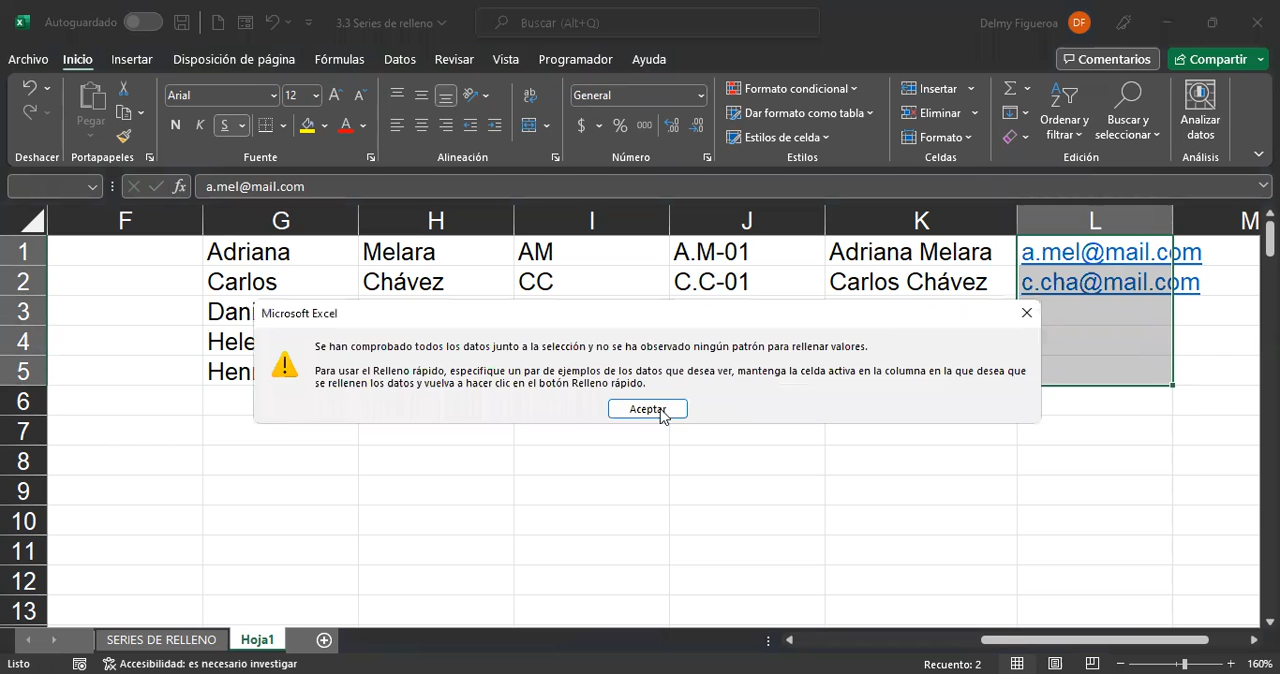 Autoguardado 3.3 Series de relleno Buscar (Alt+Q) Delmy Figueroa DF
Archivo Inicio Insertar Disposición de página Fórmulas Datos Revisar Vista Programador Ayuda Comentarios Compartir
Pegar Arial 12 General Formato condicional Insertar Ordenar y filtrar Buscar y seleccionar Analizar datos
N K S $ % 000 Dar formato como tabla Eliminar
Estilos de celda Formato
Deshacer Portapapeles Fuente Alineación Número Estilos Celdas Edición Análisis
fx a.mel@mail.com
F G H I J K L M
1 Adriana Melara AM A.M-01 Adriana Melara a.mel@mail.com
2 Carlos Chávez CC C.C-01 Carlos Chávez c.cha@mail.com
3 Dani
4 Hele
5 Henr
Microsoft Excel
Se han comprobado todos los datos junto a la selección y no se ha observado ningún patrón para rellenar valores.
Para usar el Relleno rápido, especifique un par de ejemplos de los datos que desea ver, mantenga la celda activa en la columna en la que desea que
se rellenen los datos y vuelva a hacer clic en el botón Relleno rápido.
Aceptar
6
7
8
9
10
11
12
13
SERIES DE RELLENO Hoja1
Listo Accesibilidad: es necesario investigar Recuento: 2 160%